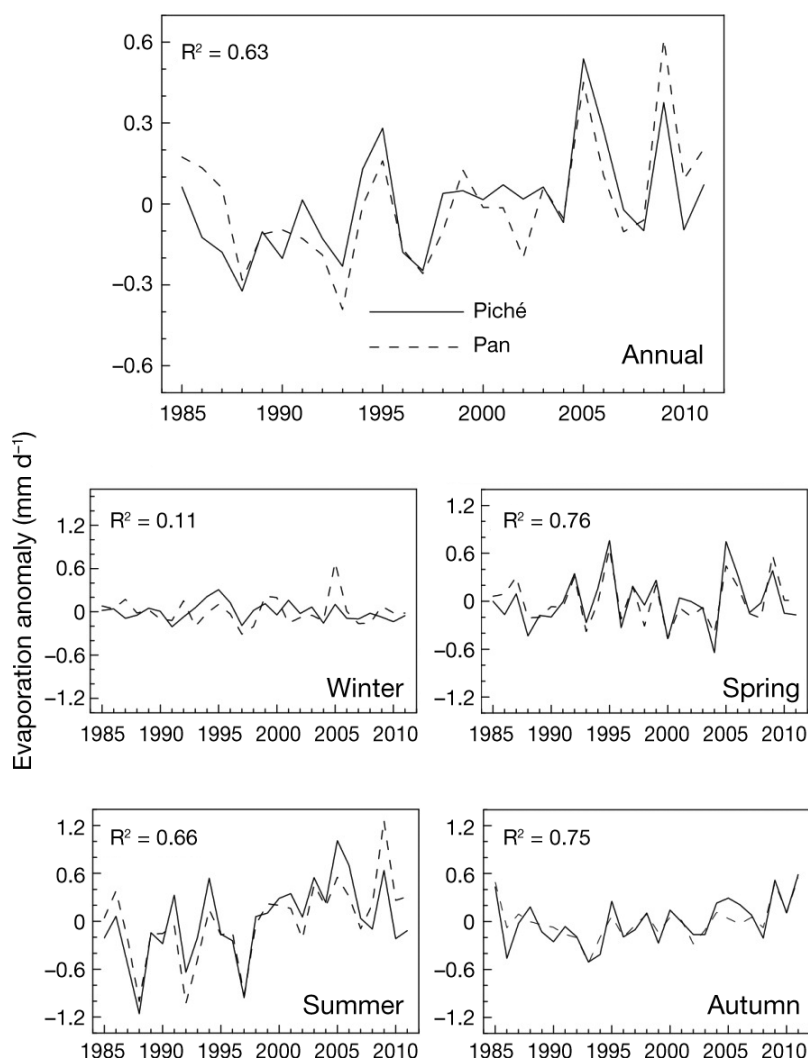 R² = 0.63
0.6
0.3
0
−0.3
−0.6
Piché
Pan
Annual
1985 1990 1995 2000 2005 2010
Evaporation anomaly (mm d⁻¹)
R² = 0.11
1.2
0.6
0
−0.6
−1.2
Winter
1985 1990 1995 2000 2005 2010
R² = 0.76
1.2
0.6
0
−0.6
−1.2
Spring
1985 1990 1995 2000 2005 2010
R² = 0.66
1.2
0.6
0
−0.6
−1.2
Summer
1985 1990 1995 2000 2005 2010
R² = 0.75
1.2
0.6
0
−0.6
−1.2
Autumn
1985 1990 1995 2000 2005 2010